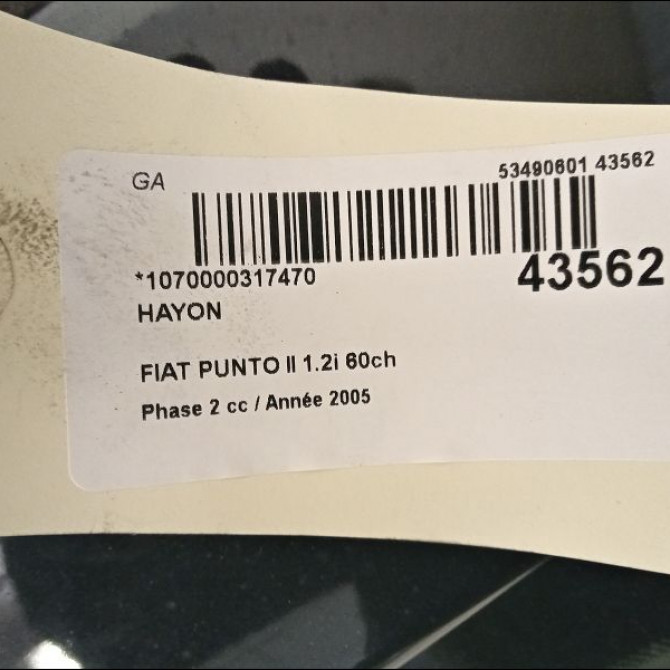 GA
53490601 43562
*1070000317470
43562
HAYON
FIAT PUNTO II 1.2i 60ch
Phase 2 cc / Année 2005